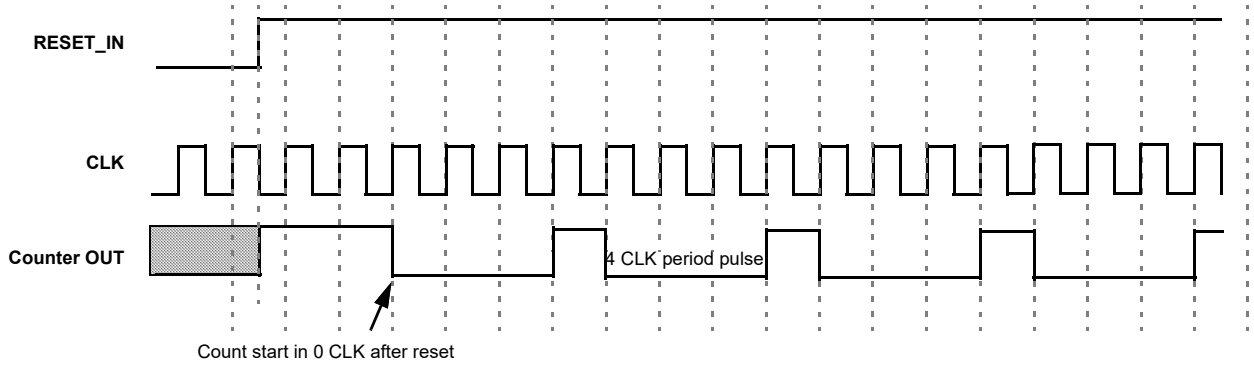 RESET_IN
CLK
Counter OUT
4 CLK period pulse
Count start in 0 CLK after reset